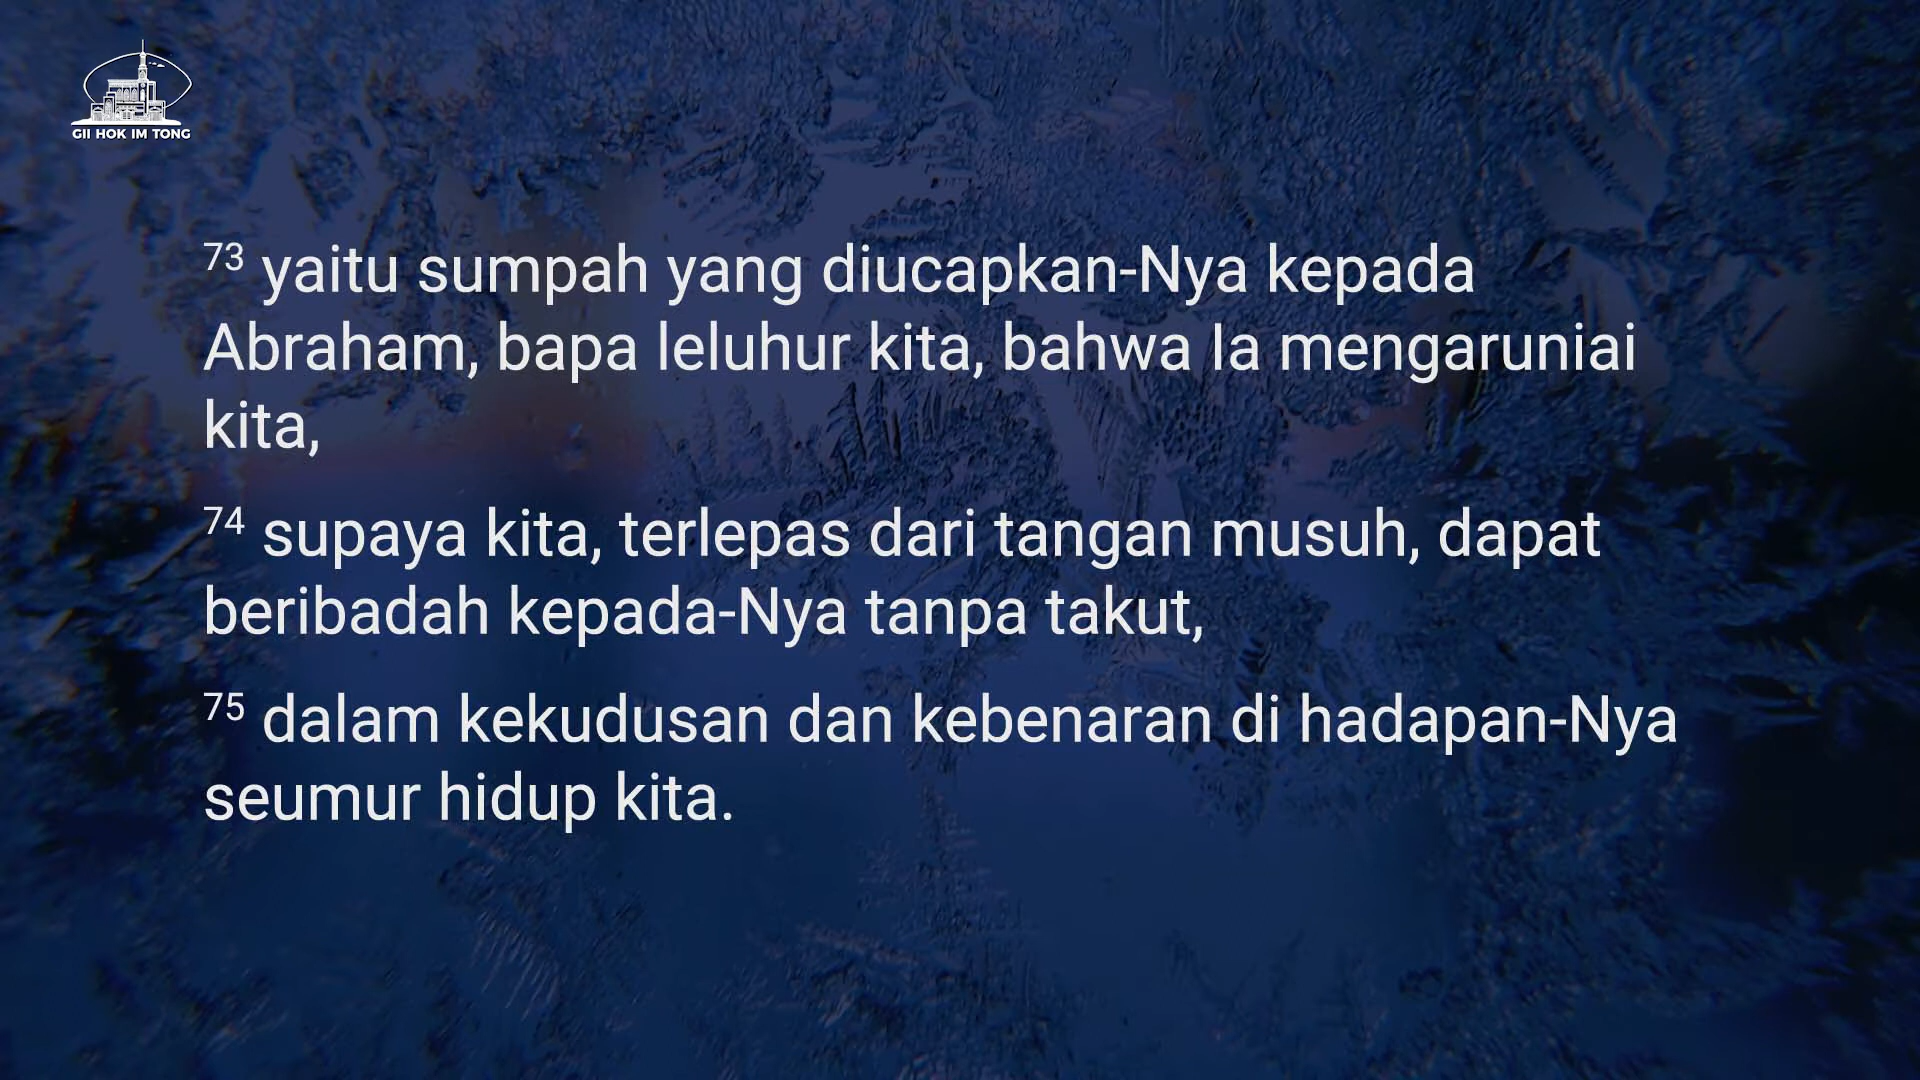 GII HOK IM TONG
73 yaitu sumpah yang diucapkan-Nya kepada
Abraham, bapa leluhur kita, bahwa Ia mengaruniai
kita,
74 supaya kita, terlepas dari tangan musuh, dapat
beribadah kepada-Nya tanpa takut,
75 dalam kekudusan dan kebenaran di hadapan-Nya
seumur hidup kita.